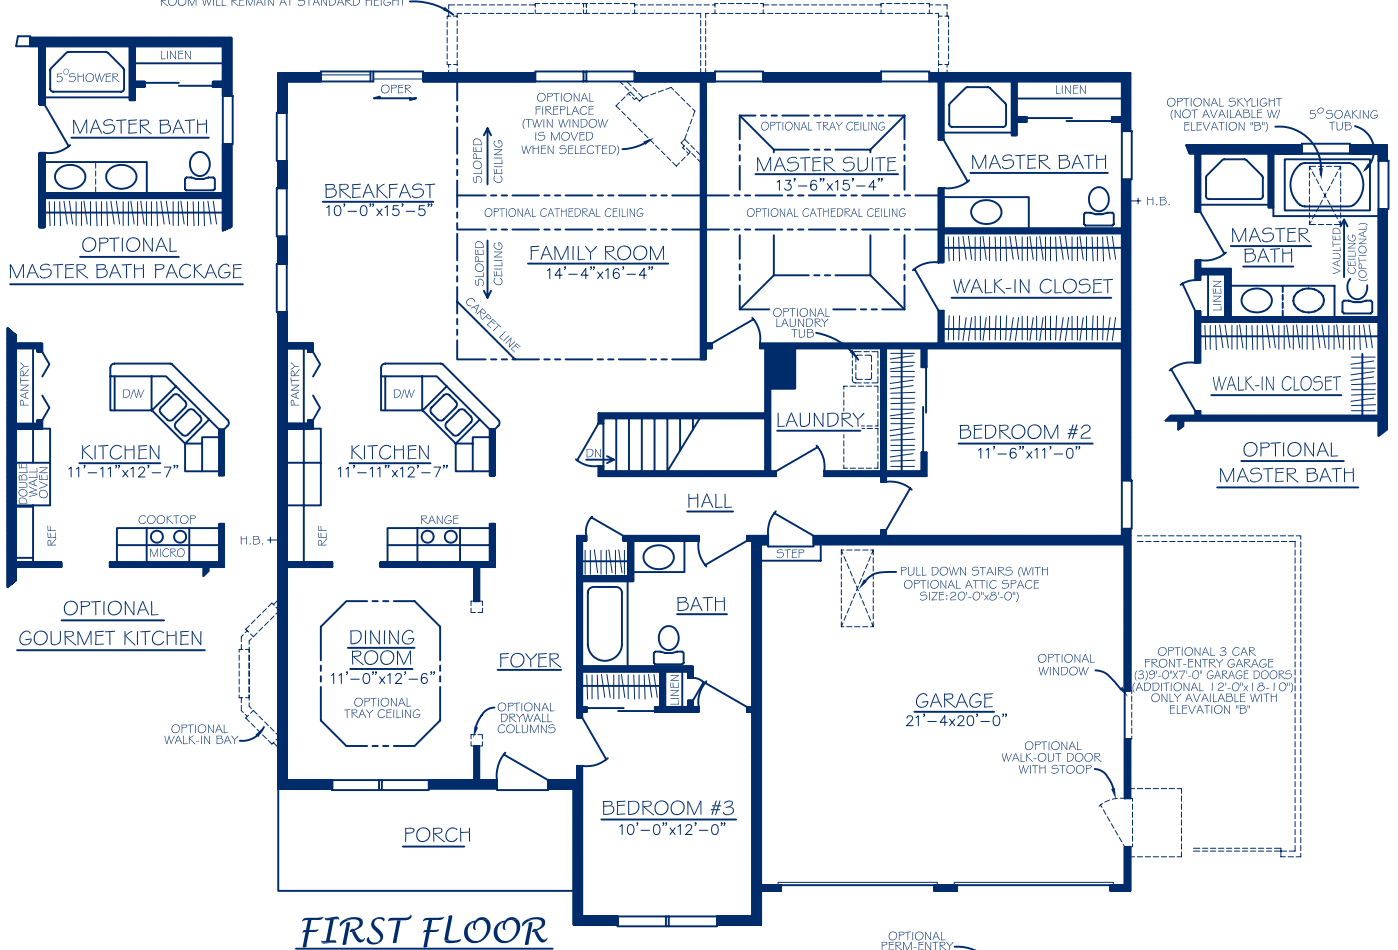 ROOM WILL REMAIN AT STANDARD HEIGHT
LINEN
5⁰SHOWER
MASTER BATH
OPTIONAL
MASTER BATH PACKAGE
OPER
OPTIONAL
FIREPLACE
(TWIN WINDOW
IS MOVED
WHEN SELECTED)
SLOPED
CEILING
BREAKFAST
10'-0"x15'-5"
OPTIONAL CATHEDRAL CEILING
FAMILY ROOM
14'-4"x16'-4"
SLOPED
CEILING
CARPET LINE
OPTIONAL TRAY CEILING
MASTER SUITE
13'-6"x15'-4"
OPTIONAL CATHEDRAL CEILING
LINEN
MASTER BATH
H.B.
WALK-IN CLOSET
OPTIONAL SKYLIGHT
(NOT AVAILABLE W/
ELEVATION "B")
5⁰SOAKING
TUB
MASTER
BATH
VAULTED
CEILING
(OPTIONAL)
LINEN
WALK-IN CLOSET
OPTIONAL
MASTER BATH
OPTIONAL
LAUNDRY
TUB
PANTRY
D/W
KITCHEN
11'-11"x12'-7"
DOUBLE
WALL
OVEN
REF
COOKTOP
MICRO
OPTIONAL
GOURMET KITCHEN
PANTRY
D/W
KITCHEN
11'-11"x12'-7"
REF
RANGE
H.B.
DN
LAUNDRY
BEDROOM #2
11'-6"x11'-0"
HALL
STEP
PULL DOWN STAIRS (WITH
OPTIONAL ATTIC SPACE
SIZE:20'-0"x8'-0")
BATH
DINING
ROOM
11'-0"x12'-6"
OPTIONAL
TRAY CEILING
FOYER
LINEN
OPTIONAL
DRYWALL
COLUMNS
OPTIONAL
WALK-IN BAY
OPTIONAL
WINDOW
GARAGE
21'-4x20'-0"
OPTIONAL
WALK-OUT DOOR
WITH STOOP
OPTIONAL 3 CAR
FRONT-ENTRY GARAGE
(3)9'-0"X7'-0" GARAGE DOORS
(ADDITIONAL 12'-0"x18-10")
ONLY AVAILABLE WITH
ELEVATION "B"
BEDROOM #3
10'-0"x12'-0"
PORCH
FIRST FLOOR
OPTIONAL
PERM-ENTRY